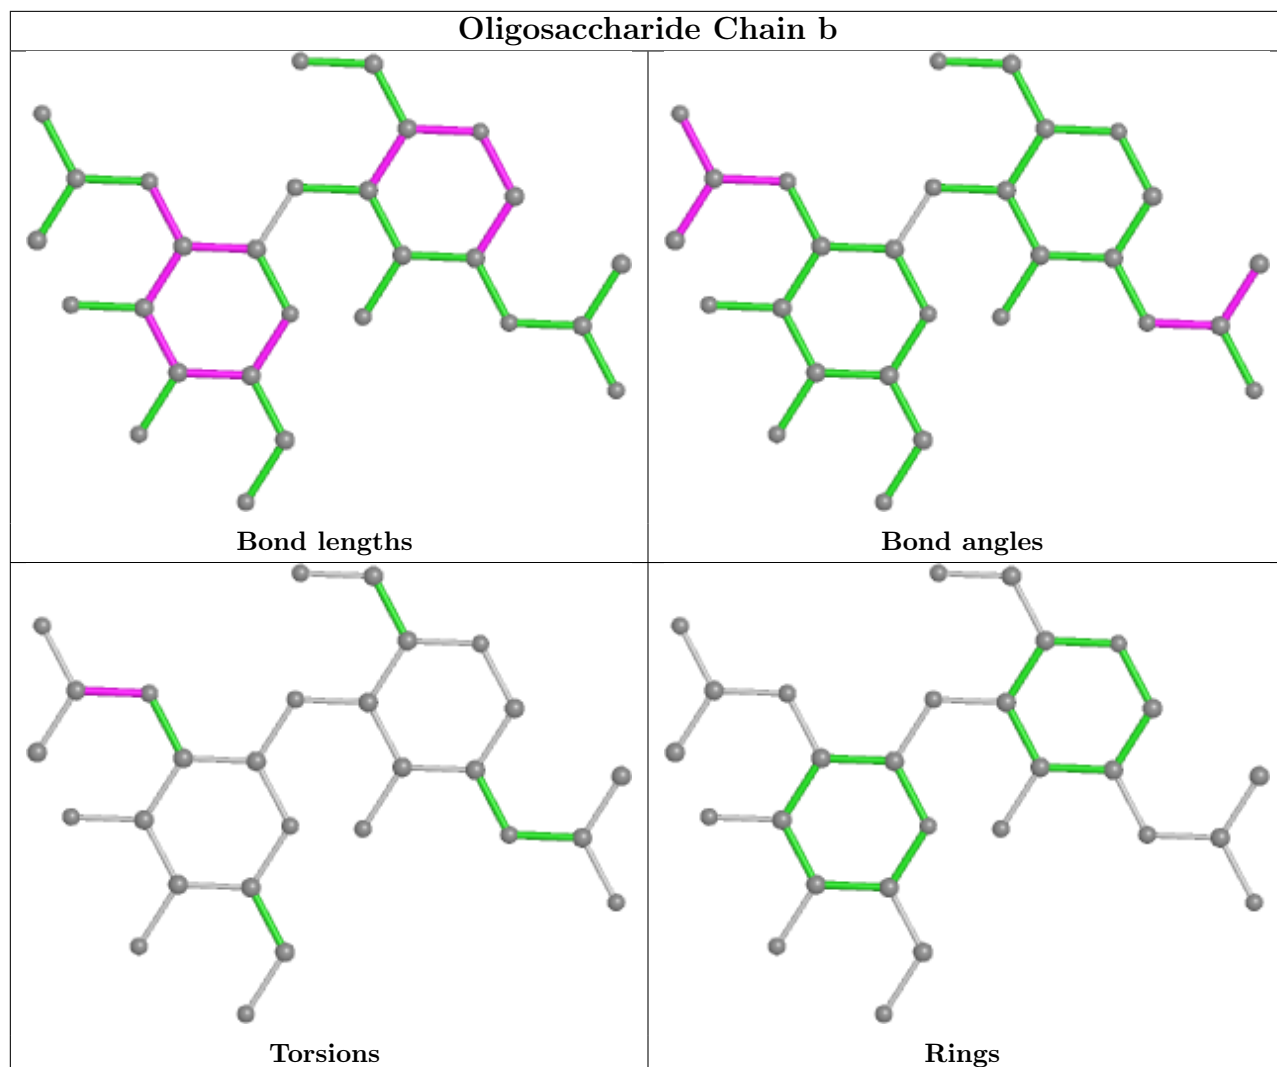 Oligosaccharide Chain b
Bond lengths
Bond angles
Torsions
Rings